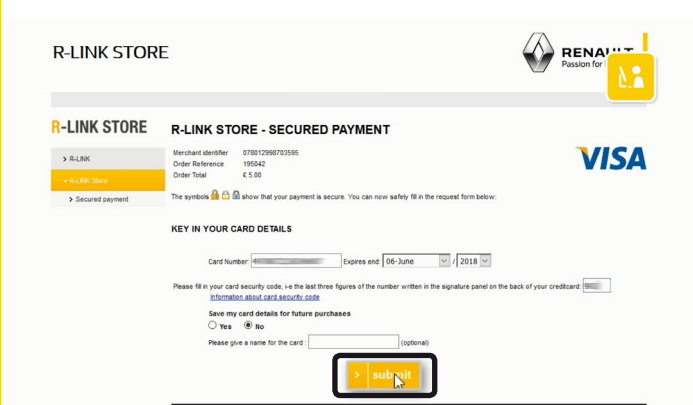 R-LINK STORE
RENAULT
Passion for
R-LINK STORE
R-LINK STORE - SECURED PAYMENT
VISA
Merchant identifier 078012998703595
Order Reference 195042
Order Total £ 5.00
> R-LINK
R-LINK Store
> Secured payment
The symbols show that your payment is secure. You can now safely fill in the request form below:
KEY IN YOUR CARD DETAILS
Card Number: Expires end: 06-June / 2018
Please fill in your card security code, i-e the last three figures of the number written in the signature panel on the back of your creditcard:
Information about card security code
Save my card details for future purchases
Yes No
Please give a name for the card : (optional)
> submit